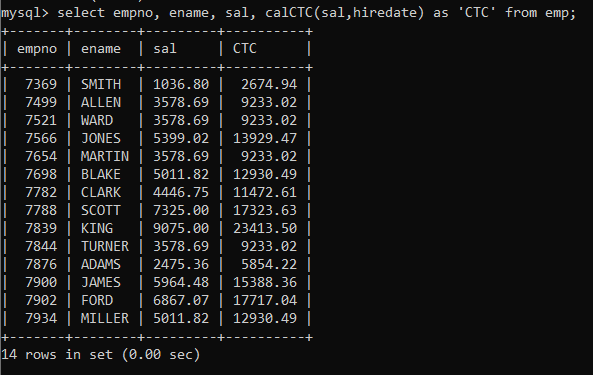 mysql> select empno, ename, sal, calCTC(sal,hiredate) as 'CTC' from emp;
+-------+--------+---------+----------+
| empno | ename  | sal     | CTC      |
+-------+--------+---------+----------+
|  7369 | SMITH  | 1036.80 |  2674.94 |
|  7499 | ALLEN  | 3578.69 |  9233.02 |
|  7521 | WARD   | 3578.69 |  9233.02 |
|  7566 | JONES  | 5399.02 | 13929.47 |
|  7654 | MARTIN | 3578.69 |  9233.02 |
|  7698 | BLAKE  | 5011.82 | 12930.49 |
|  7782 | CLARK  | 4446.75 | 11472.61 |
|  7788 | SCOTT  | 7325.00 | 17323.63 |
|  7839 | KING   | 9075.00 | 23413.50 |
|  7844 | TURNER | 3578.69 |  9233.02 |
|  7876 | ADAMS  | 2475.36 |  5854.22 |
|  7900 | JAMES  | 5964.48 | 15388.36 |
|  7902 | FORD   | 6867.07 | 17717.04 |
|  7934 | MILLER | 5011.82 | 12930.49 |
+-------+--------+---------+----------+
14 rows in set (0.00 sec)